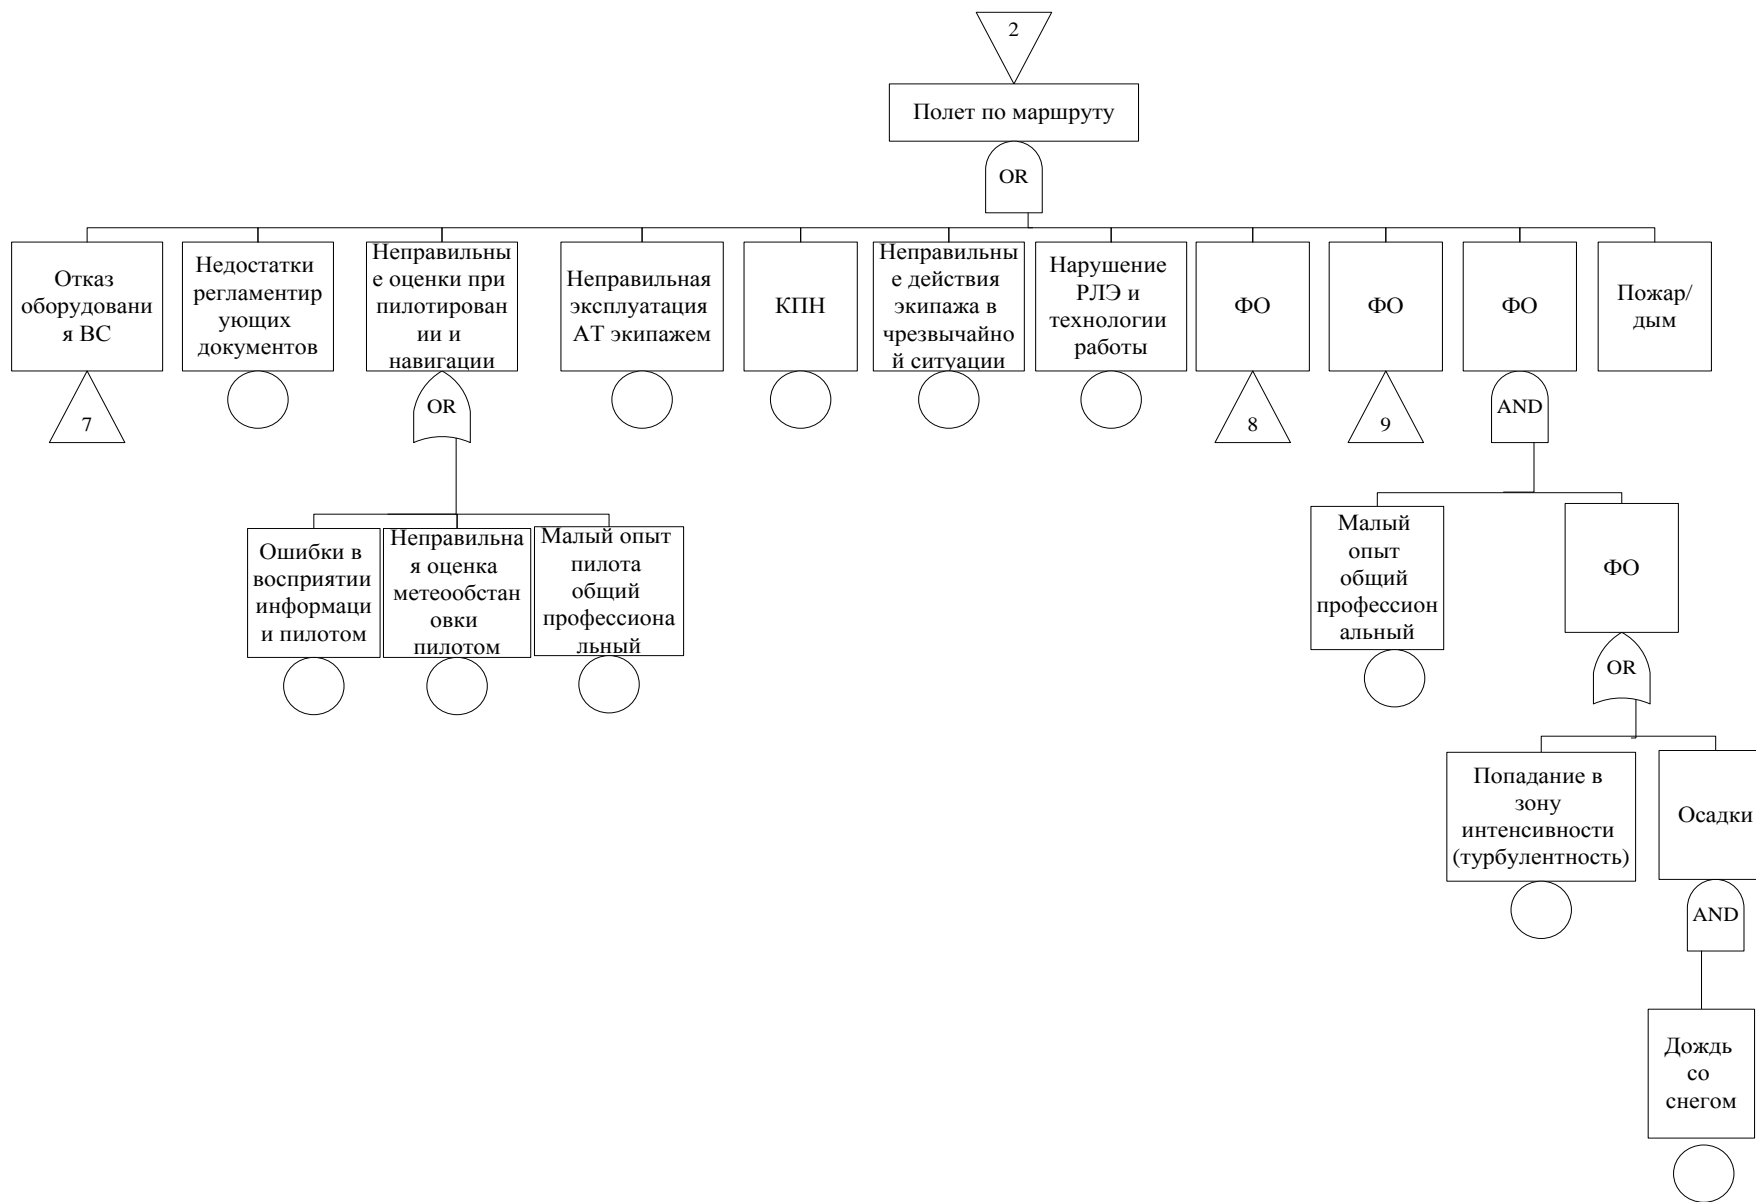 2
Полет по маршруту
OR
Отказ
оборудовани
я ВС
Недостатки
регламентир
ующих
документов
Неправильны
е оценки при
пилотирован
ии и
навигации
Неправильная
эксплуатация
АТ экипажем
КПН
Неправильны
е действия
экипажа в
чрезвычайно
й ситуации
Нарушение
РЛЭ и
технологии
работы
ФО
ФО
ФО
Пожар/
дым
7
OR
8
9
AND
Ошибки в
восприятии
информаци
и пилотом
Неправильна
я оценка
метеообстан
овки
пилотом
Малый опыт
пилота
общий
профессиона
льный
Малый
опыт
общий
профессион
альный
ФО
OR
Попадание в
зону
интенсивности
(турбулентность)
Осадки
AND
Дождь
со
снегом